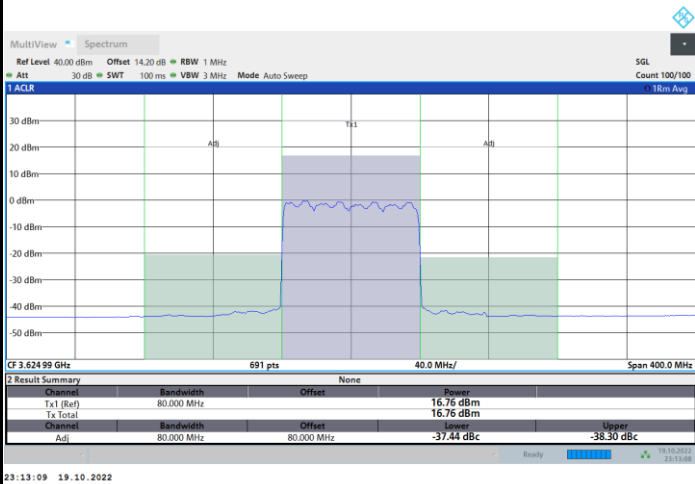 MultiView Spectrum
Ref Level 40.00 dBm Offset 14.20 dB RBW 1 MHz SGL
Att 30 dB SWT 100 ms VBW 3 MHz Mode Auto Sweep Count 100/100
1 ACLR 1Rm Avg
30 dBm
Tx1
20 dBm
Adj Adj
10 dBm
0 dBm
-10 dBm
-20 dBm
-30 dBm
-40 dBm
-50 dBm
CF 3.624 99 GHz 691 pts 40.0 MHz/ Span 400.0 MHz
2 Result Summary None
Channel Bandwidth Offset Power
Tx1 (Ref) 80.000 MHz 16.76 dBm
Tx Total 16.76 dBm
Channel Bandwidth Offset Lower Upper
Adj 80.000 MHz 80.000 MHz -37.44 dBc -38.30 dBc
Ready 19.10.2022
23:13:08
23:13:09 19.10.2022